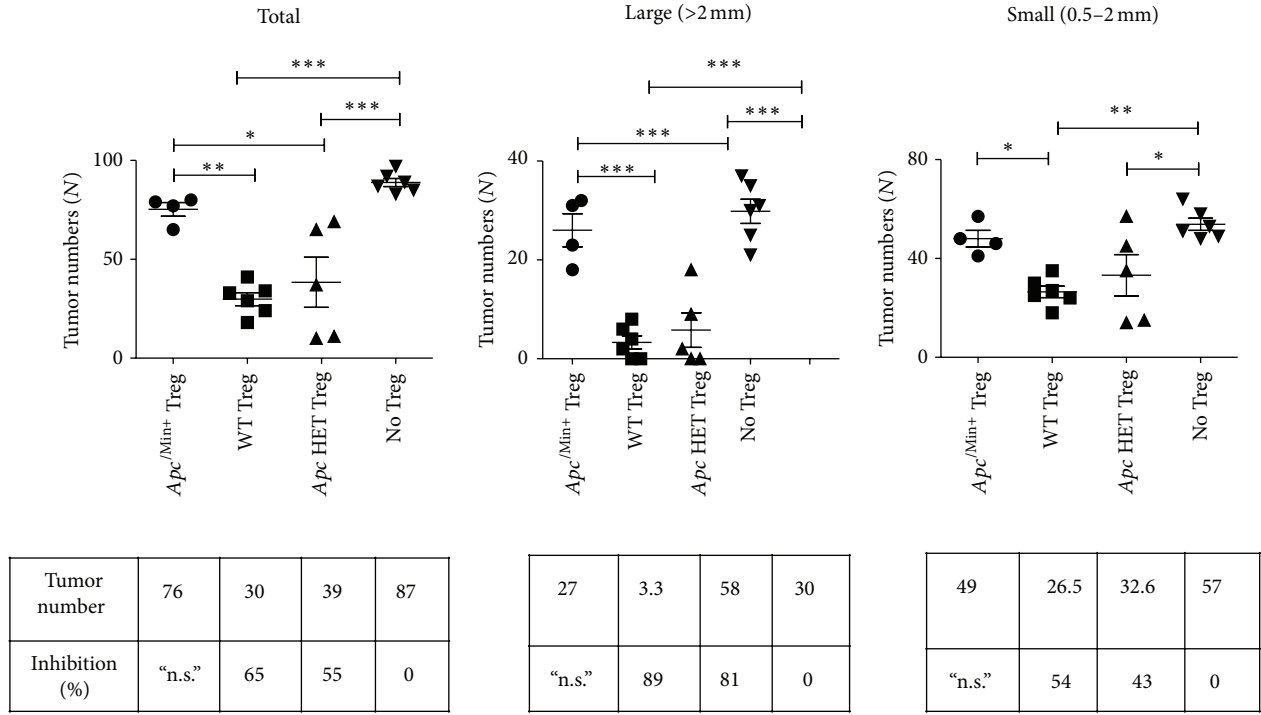 Total
Large (>2 mm)
Small (0.5–2 mm)
***
***
*
**
100
50
0
Tumor numbers (N)
Apc/Min+ Treg
WT Treg
Apc HET Treg
No Treg
***
***
***
***
40
20
0
Tumor numbers (N)
Apc/Min+ Treg
WT Treg
Apc HET Treg
No Treg
**
*
*
80
40
0
Tumor numbers (N)
Apc/Min+ Treg
WT Treg
Apc HET Treg
No Treg
Tumor number 76 30 39 87
Inhibition (%) "n.s." 65 55 0
27 3.3 58 30
"n.s." 89 81 0
49 26.5 32.6 57
"n.s." 54 43 0